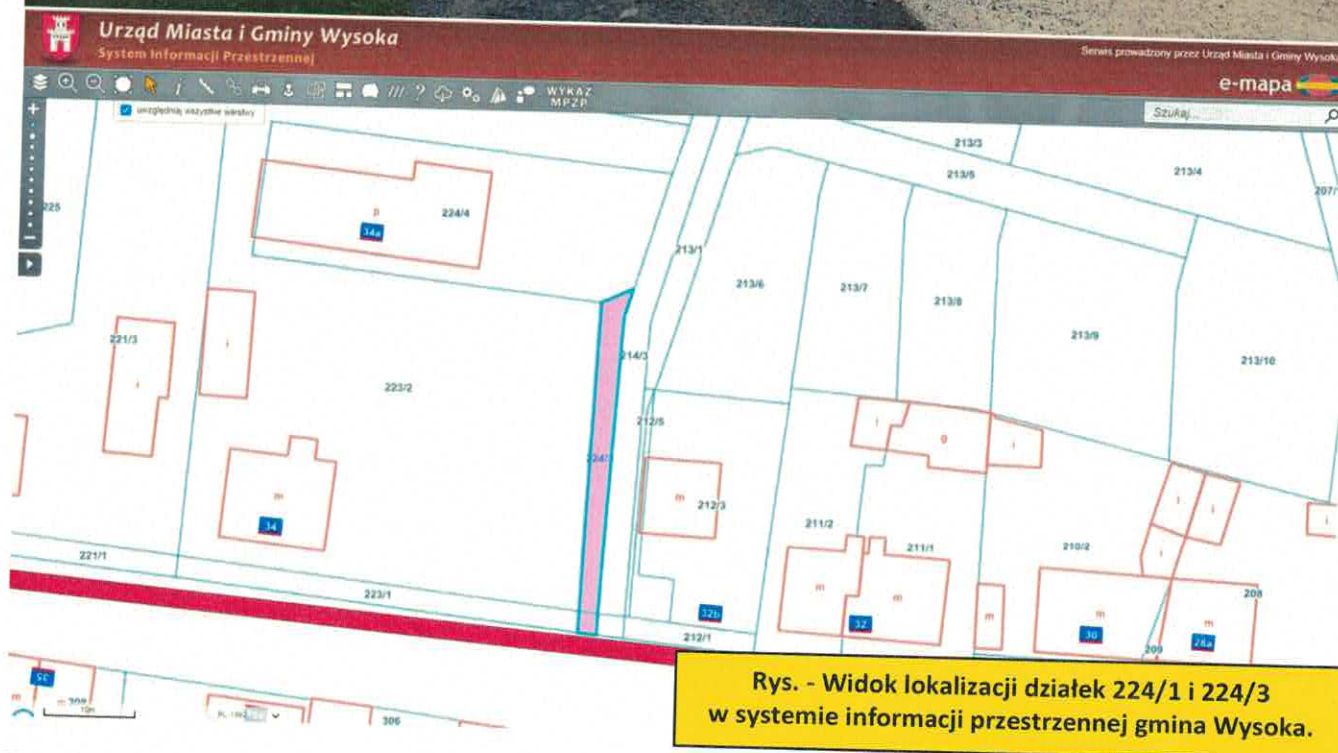 Urząd Miasta i Gminy Wysoka
System Informacji Przestrzennej
Serwis prowadzony przez Urząd Miasta i Gminy Wysoka
e-mapa
WYKAZ
MPZP
uwzględniaj wszystkie warstwy
Szukaj...
213/3
213/5
213/4
207/
225
p
224/4
34a
213/1
213/6
213/7
213/8
213/9
213/10
221/3
i
i
223/2
214/3
212/5
i
g
i
m
34
m
212/3
211/2
211/1
210/2
i
i
i
i
221/1
223/1
m
m
m
m
m
208
32b
32
30
28a
212/1
209
35
m
m
10m
306
Rys. - Widok lokalizacji działek 224/1 i 224/3
w systemie informacji przestrzennej gmina Wysoka.